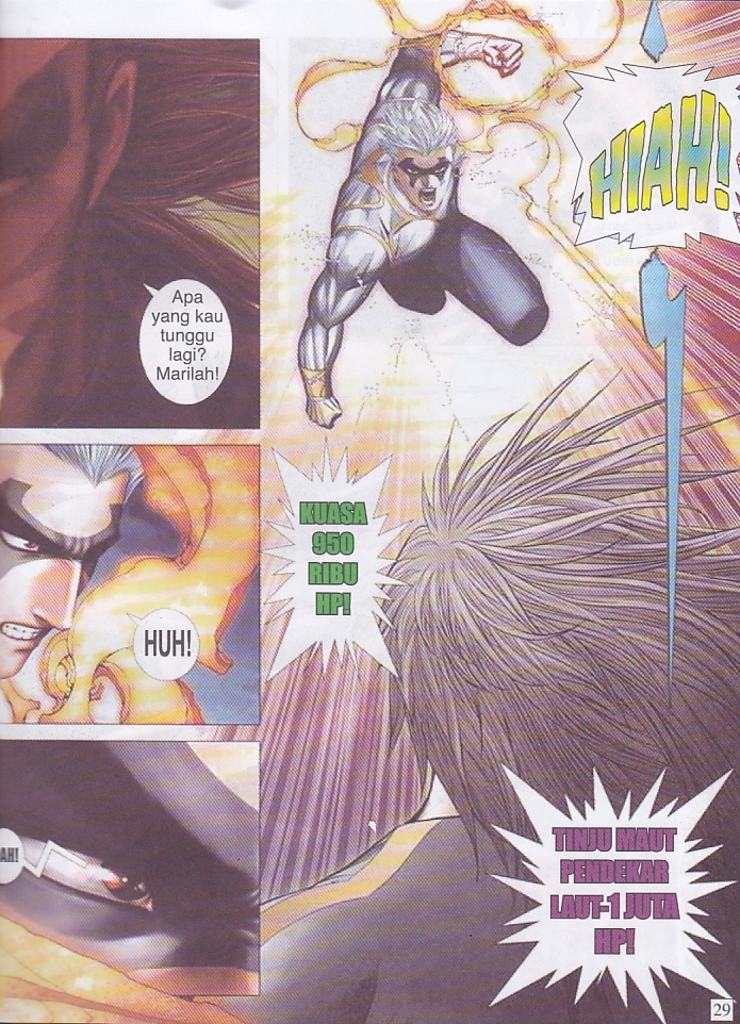 Apa
yang kau
tunggu
lagi?
Marilah!
HIAH!
HUH!
KUASA
950
RIBU
HP!
AH!
TINJU MAUT
PENDEKAR
LAUT-1 JUTA
HP!
29